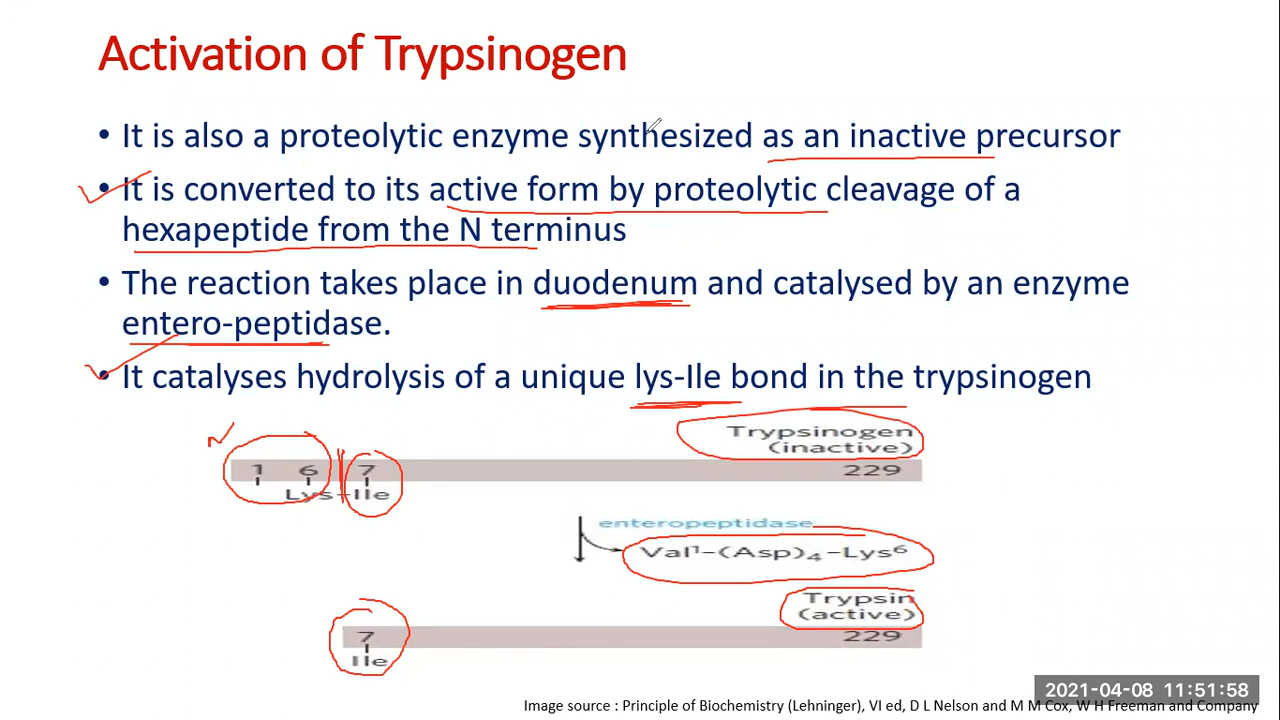 Activation of Trypsinogen
• It is also a proteolytic enzyme synthesized as an inactive precursor
• It is converted to its active form by proteolytic cleavage of a
hexapeptide from the N terminus
• The reaction takes place in duodenum and catalysed by an enzyme
entero-peptidase.
• It catalyses hydrolysis of a unique lys-Ile bond in the trypsinogen
Trypsinogen
(inactive)
1 6 7 229
Lys-Ile
enteropeptidase
Val¹-(Asp)₄-Lys⁶
Trypsin
(active)
7 229
Ile
2021-04-08 11:51:58
Image source : Principle of Biochemistry (Lehninger), VI ed, D L Nelson and M M Cox, W H Freeman and Company